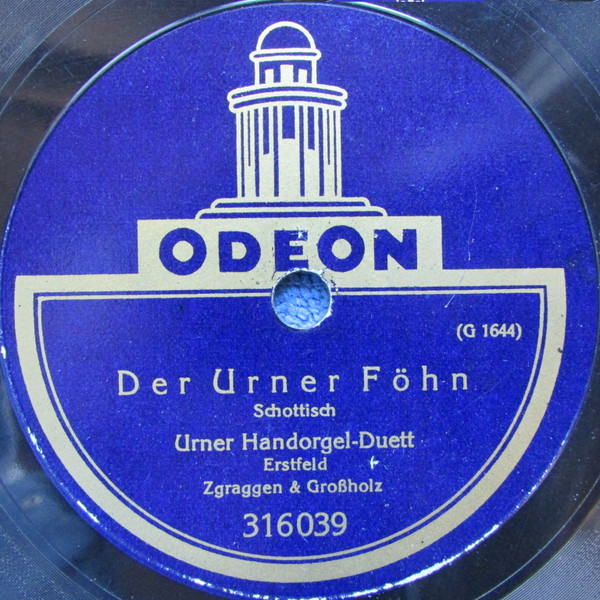 ODEON
(G 1644)
Der Urner Föhn
Schottisch
Urner Handorgel-Duett
Erstfeld
Zgraggen & Großholz
316039